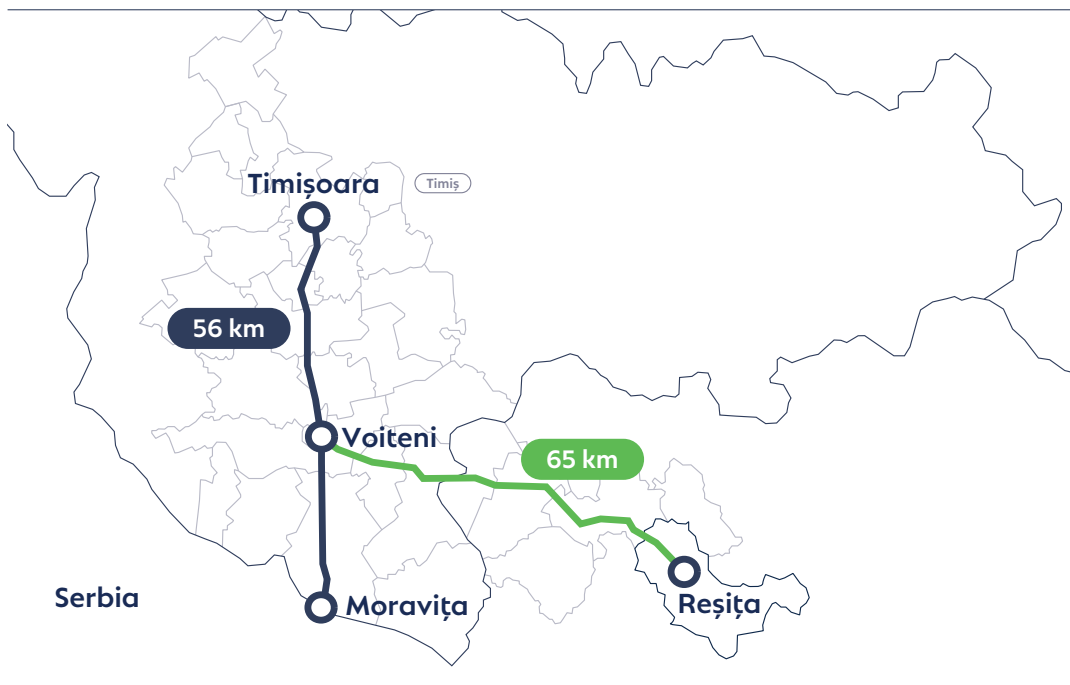 Timișoara
Timiș
56 km
Voiteni
65 km
Serbia
Moravița
Reșița